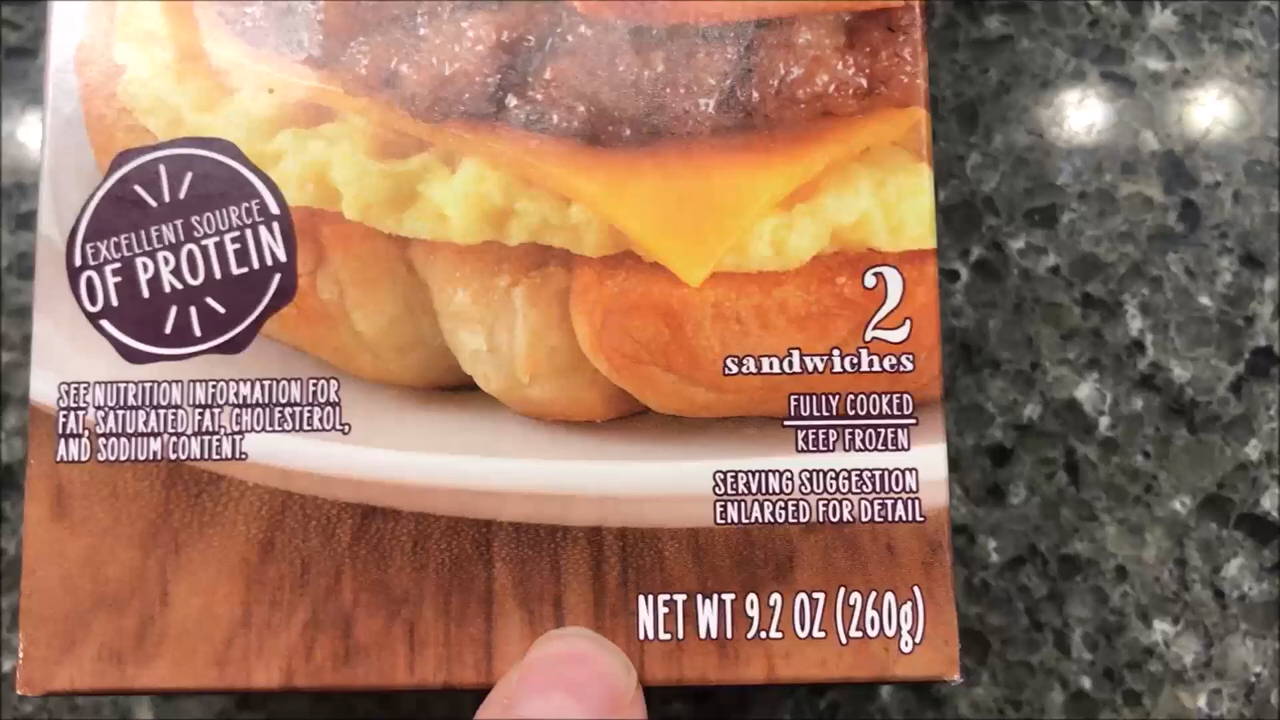 EXCELLENT SOURCE
OF PROTEIN
SEE NUTRITION INFORMATION FOR
FAT, SATURATED FAT, CHOLESTEROL,
AND SODIUM CONTENT.
2
sandwiches
FULLY COOKED
KEEP FROZEN
SERVING SUGGESTION
ENLARGED FOR DETAIL
NET WT 9.2 OZ (260g)